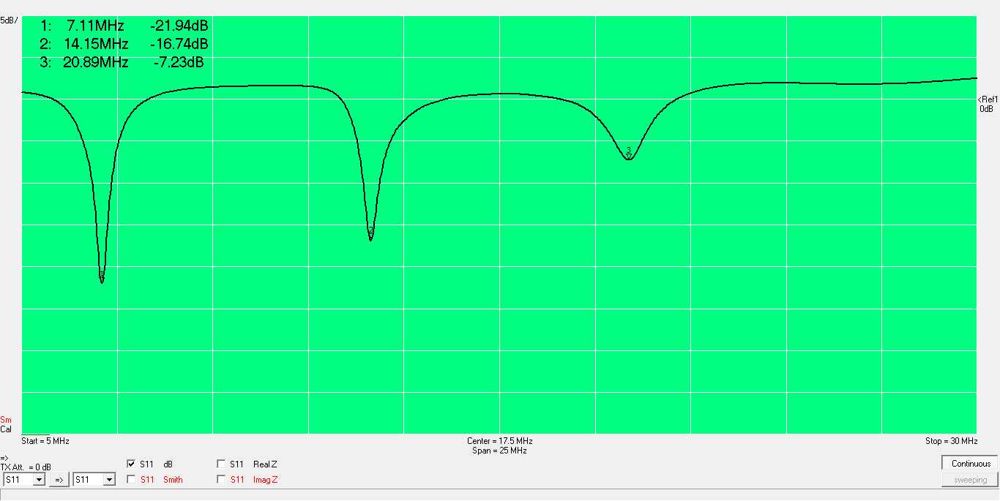 5dB/
1: 7.11MHz -21.94dB
2: 14.15MHz -16.74dB
3: 20.89MHz -7.23dB
<Ref1
0dB
3
2
1
Sm
Cal
Start = 5 MHz
Center = 17.5 MHz
Span = 25 MHz
Stop = 30 MHz
=>
TX Att. = 0 dB
S11 => S11
S11 dB
S11 Real Z
S11 Smith
S11 Imag Z
Continuous
sweeping